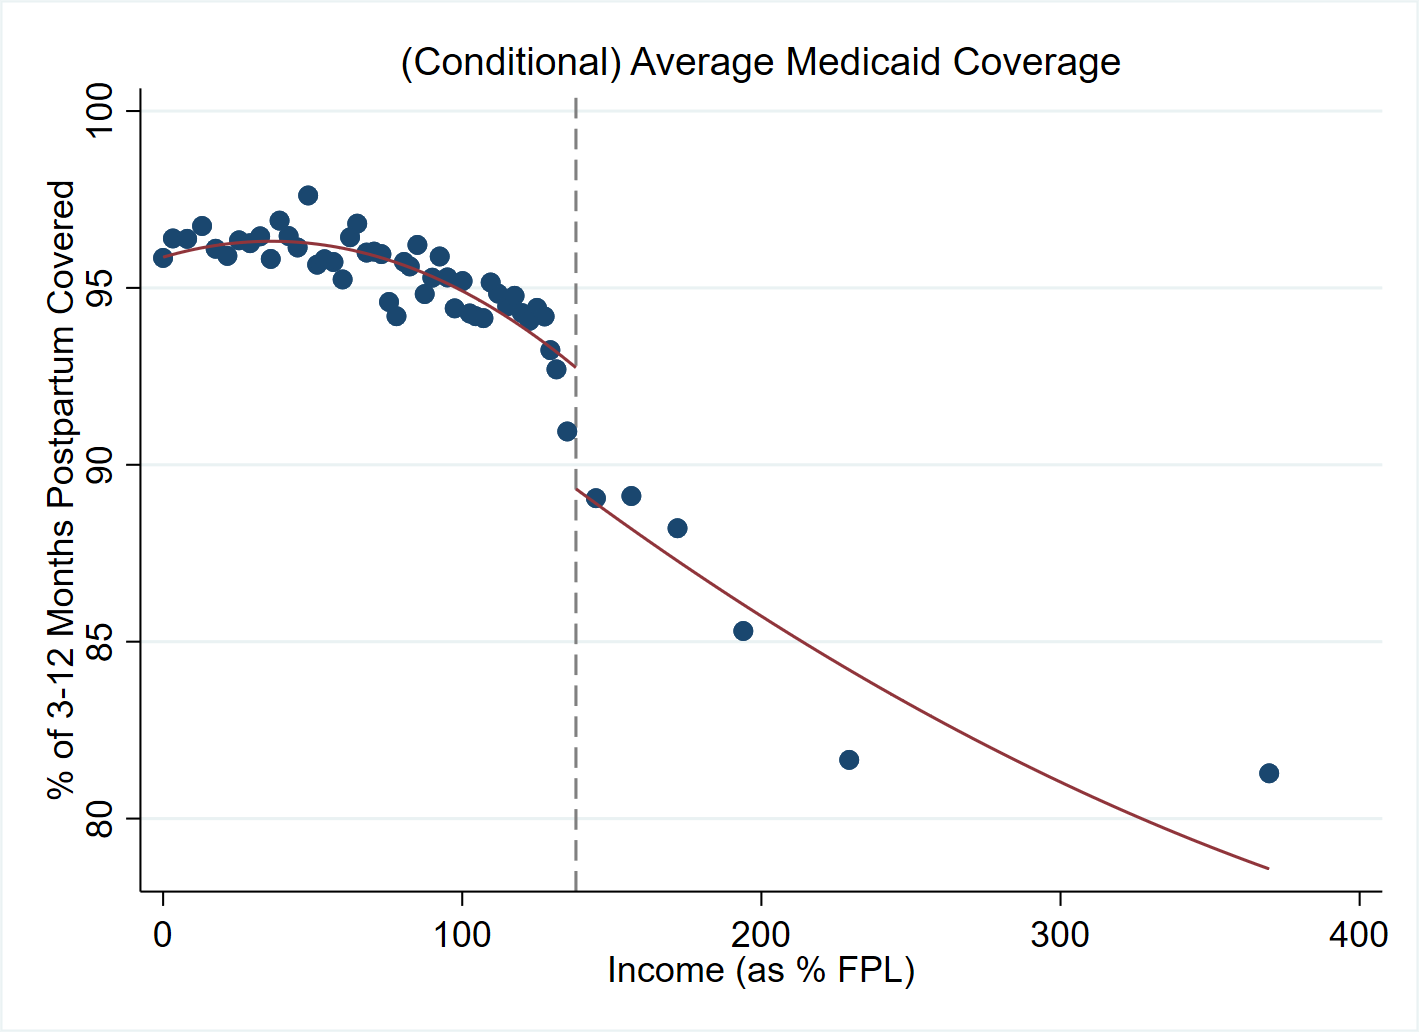 (Conditional) Average Medicaid Coverage
% of 3-12 Months Postpartum Covered
100
95
90
85
80
0 100 200 300 400
Income (as % FPL)